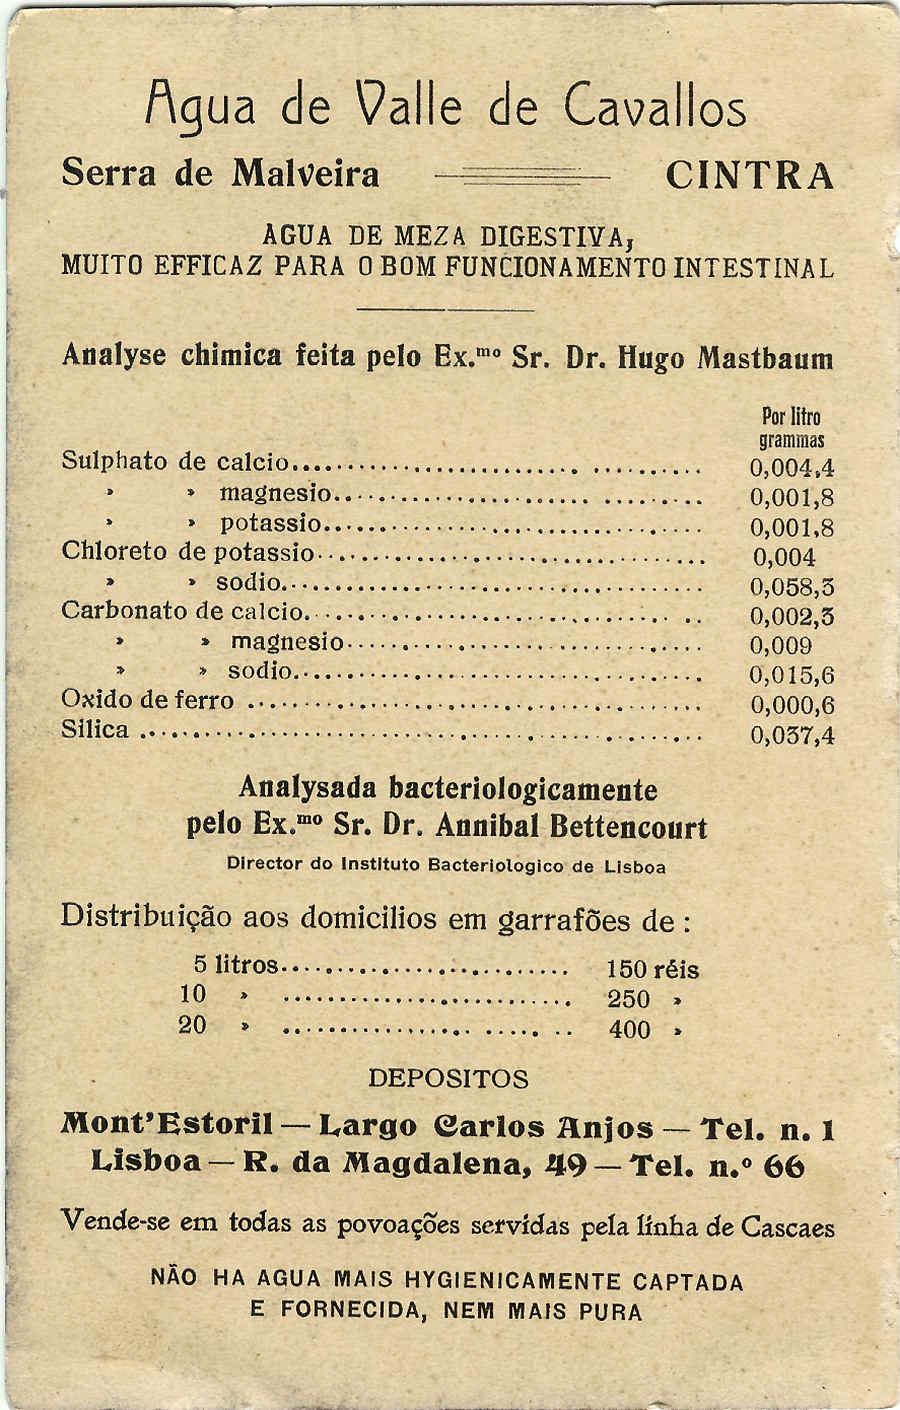 Agua de Valle de Cavallos
Serra de Malveira CINTRA
AGUA DE MEZA DIGESTIVA,
MUITO EFFICAZ PARA O BOM FUNCIONAMENTO INTESTINAL
Analyse chimica feita pelo Ex.mo Sr. Dr. Hugo Mastbaum
Por litro
grammas
Sulphato de calcio.......... 0,004,4
» » magnesio.......... 0,001,8
» » potassio.......... 0,001,8
Chloreto de potassio.......... 0,004
» » sodio.......... 0,058,3
Carbonato de calcio.......... 0,002,3
» » magnesio.......... 0,009
» » sodio.......... 0,015,6
Oxido de ferro .......... 0,000,6
Silica .......... 0,037,4
Analysada bacteriologicamente
pelo Ex.mo Sr. Dr. Annibal Bettencourt
Director do Instituto Bacteriologico de Lisboa
Distribuição aos domicilios em garrafões de :
5 litros.......... 150 réis
10 » .......... 250 »
20 » .......... 400 »
DEPOSITOS
Mont'Estoril — Largo Carlos Anjos — Tel. n. 1
Lisboa — R. da Magdalena, 49 — Tel. n.º 66
Vende-se em todas as povoações servidas pela linha de Cascaes
NÃO HA AGUA MAIS HYGIENICAMENTE CAPTADA
E FORNECIDA, NEM MAIS PURA